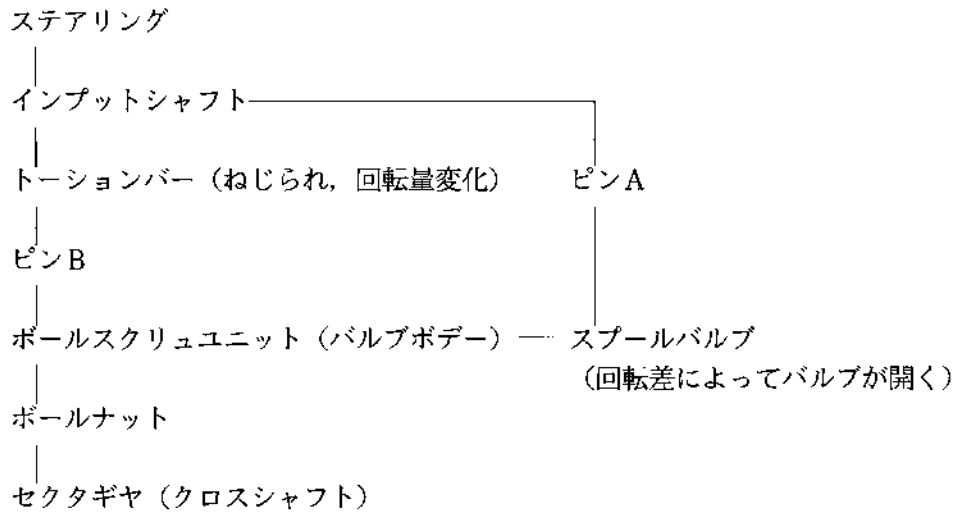 ステアリング
インプットシャフト
トーションバー（ねじられ，回転量変化）　ピンA
ピンB
ボールスクリュユニット（バルブボデー）　スプールバルブ
（回転差によってバルブが開く）
ボールナット
セクタギヤ（クロスシャフト）